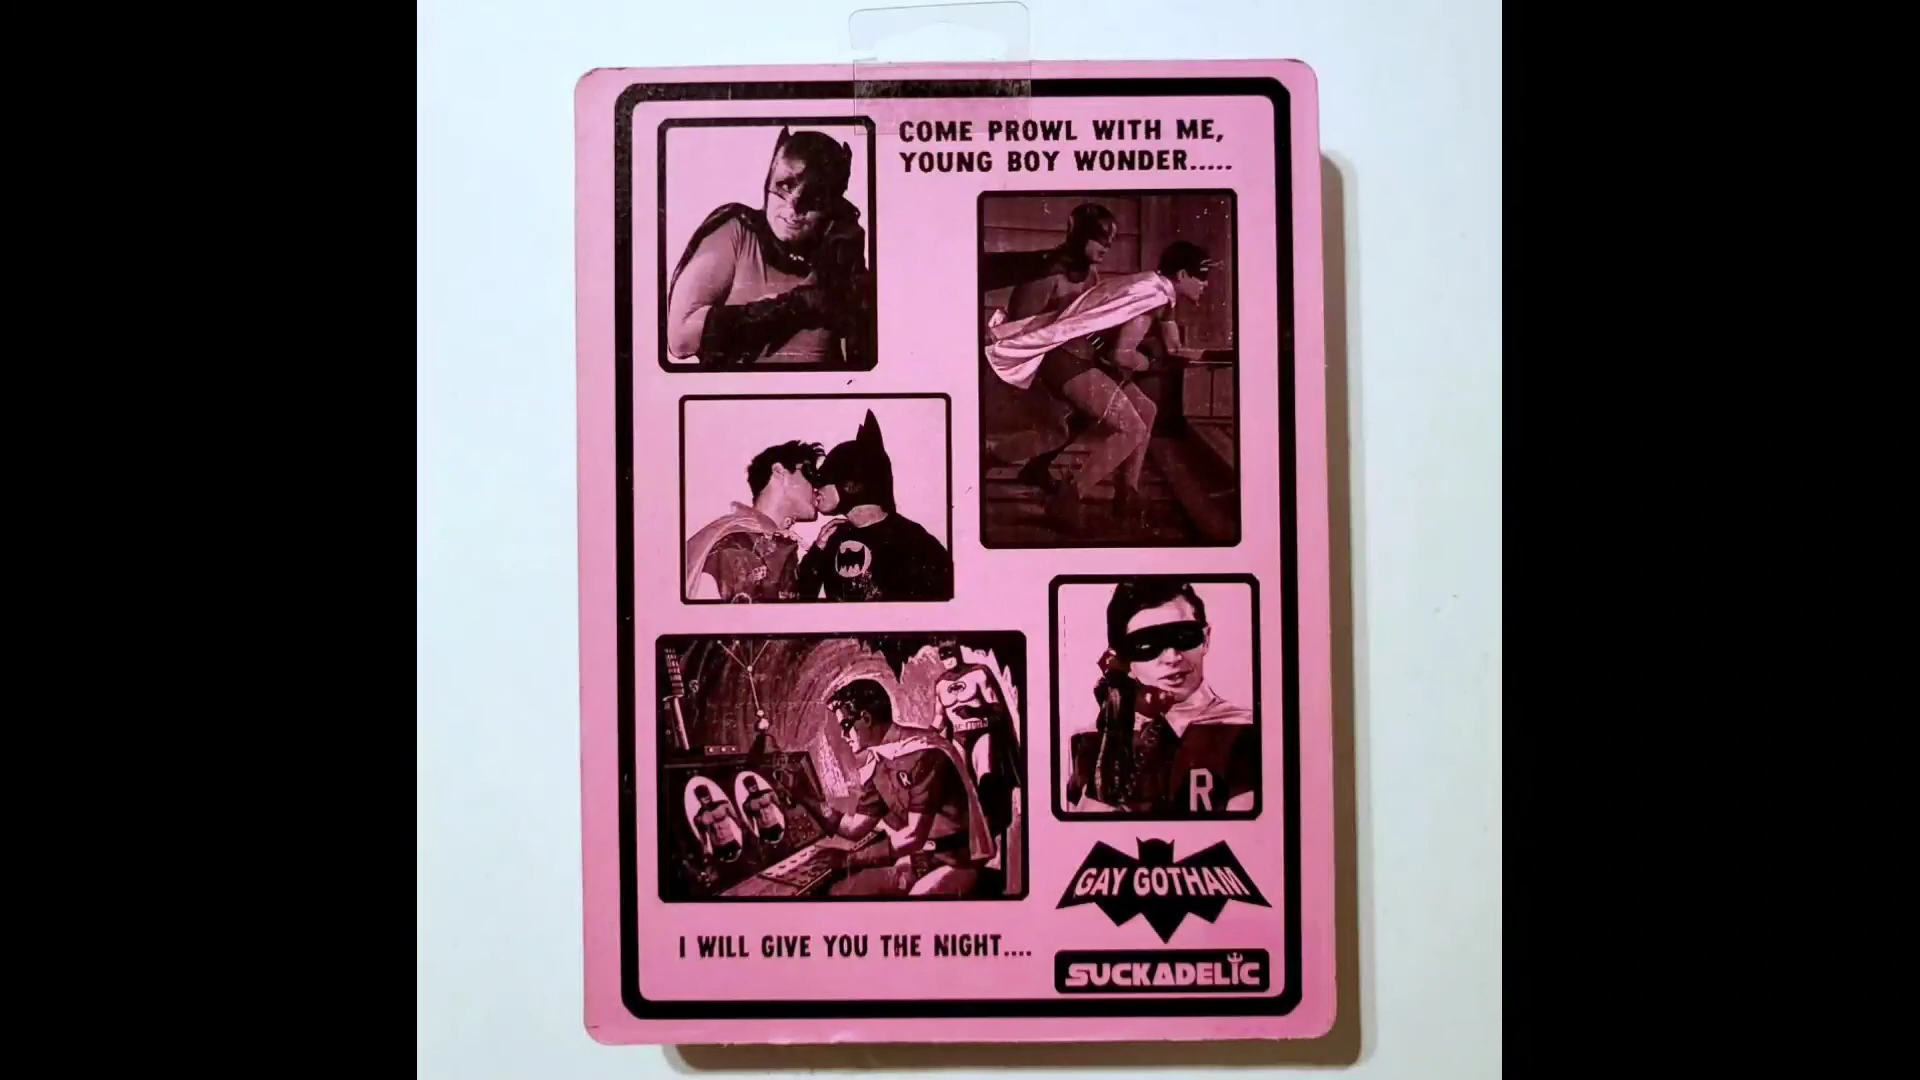 COME PROWL WITH ME,
YOUNG BOY WONDER.....
R
R
GAY GOTHAM
I WILL GIVE YOU THE NIGHT....
SUCKADELIC